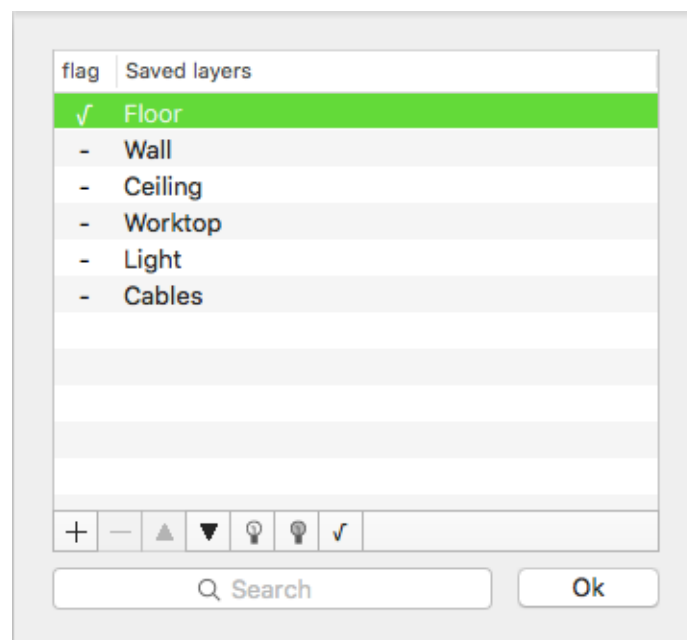 flag Saved layers
√ Floor
- Wall
- Ceiling
- Worktop
- Light
- Cables
+ − ▲ ▼ √
Search Ok